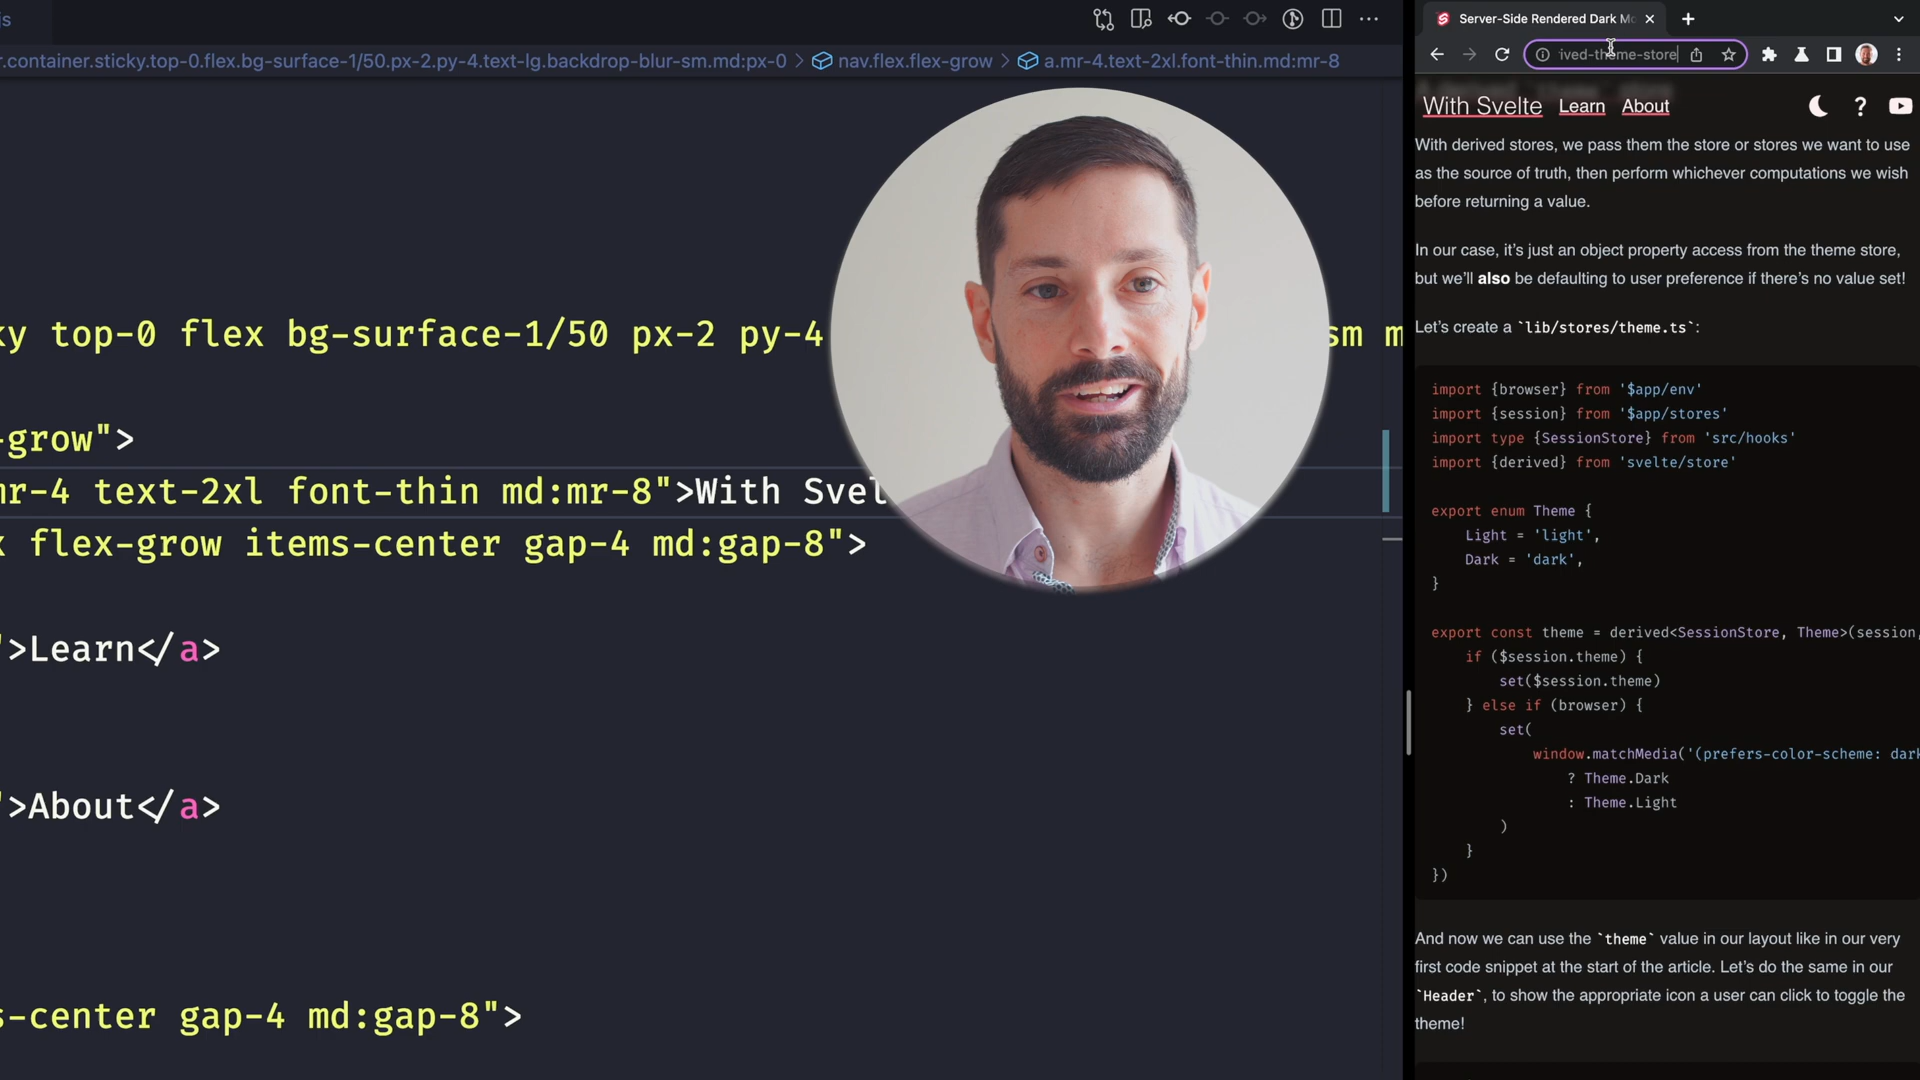 js
r.container.sticky.top-0.flex.bg-surface-1/50.px-2.py-4.text-lg.backdrop-blur-sm.md:px-0 > nav.flex.flex-grow > a.mr-4.text-2xl.font-thin.md:mr-8
ky top-0 flex bg-surface-1/50 px-2 py-4
sm m
-grow">
mr-4 text-2xl font-thin md:mr-8">With Svel
x flex-grow items-center gap-4 md:gap-8">
">Learn</a>
">About</a>
s-center gap-4 md:gap-8">
Server-Side Rendered Dark Mo
ived-theme-store
With Svelte Learn About ?
With derived stores, we pass them the store or stores we want to use
as the source of truth, then perform whichever computations we wish
before returning a value.
In our case, it's just an object property access from the theme store,
but we'll also be defaulting to user preference if there's no value set!
Let's create a `lib/stores/theme.ts`:
import {browser} from '$app/env'
import {session} from '$app/stores'
import type {SessionStore} from 'src/hooks'
import {derived} from 'svelte/store'
export enum Theme {
Light = 'light',
Dark = 'dark',
}
export const theme = derived<SessionStore, Theme>(session,
if ($session.theme) {
set($session.theme)
} else if (browser) {
set(
window.matchMedia('(prefers-color-scheme: dark
? Theme.Dark
: Theme.Light
)
}
})
And now we can use the `theme` value in our layout like in our very
first code snippet at the start of the article. Let's do the same in our
`Header`, to show the appropriate icon a user can click to toggle the
theme!